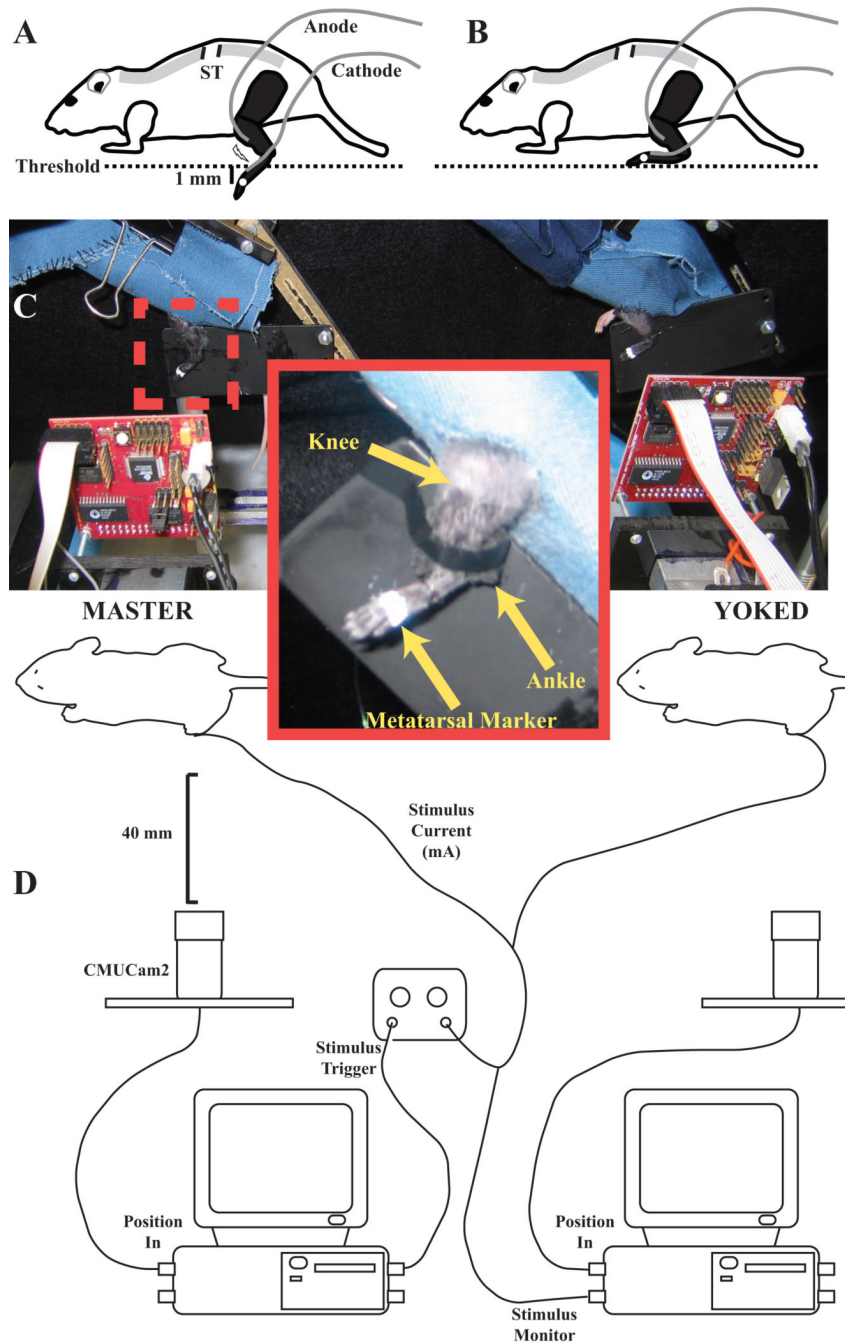 A
Anode
Cathode
ST
Threshold
1 mm
B
C
Knee
Ankle
Metatarsal Marker
MASTER
YOKED
40 mm
Stimulus
Current
(mA)
D
CMUCam2
Stimulus
Trigger
Position
In
Position
In
Stimulus
Monitor